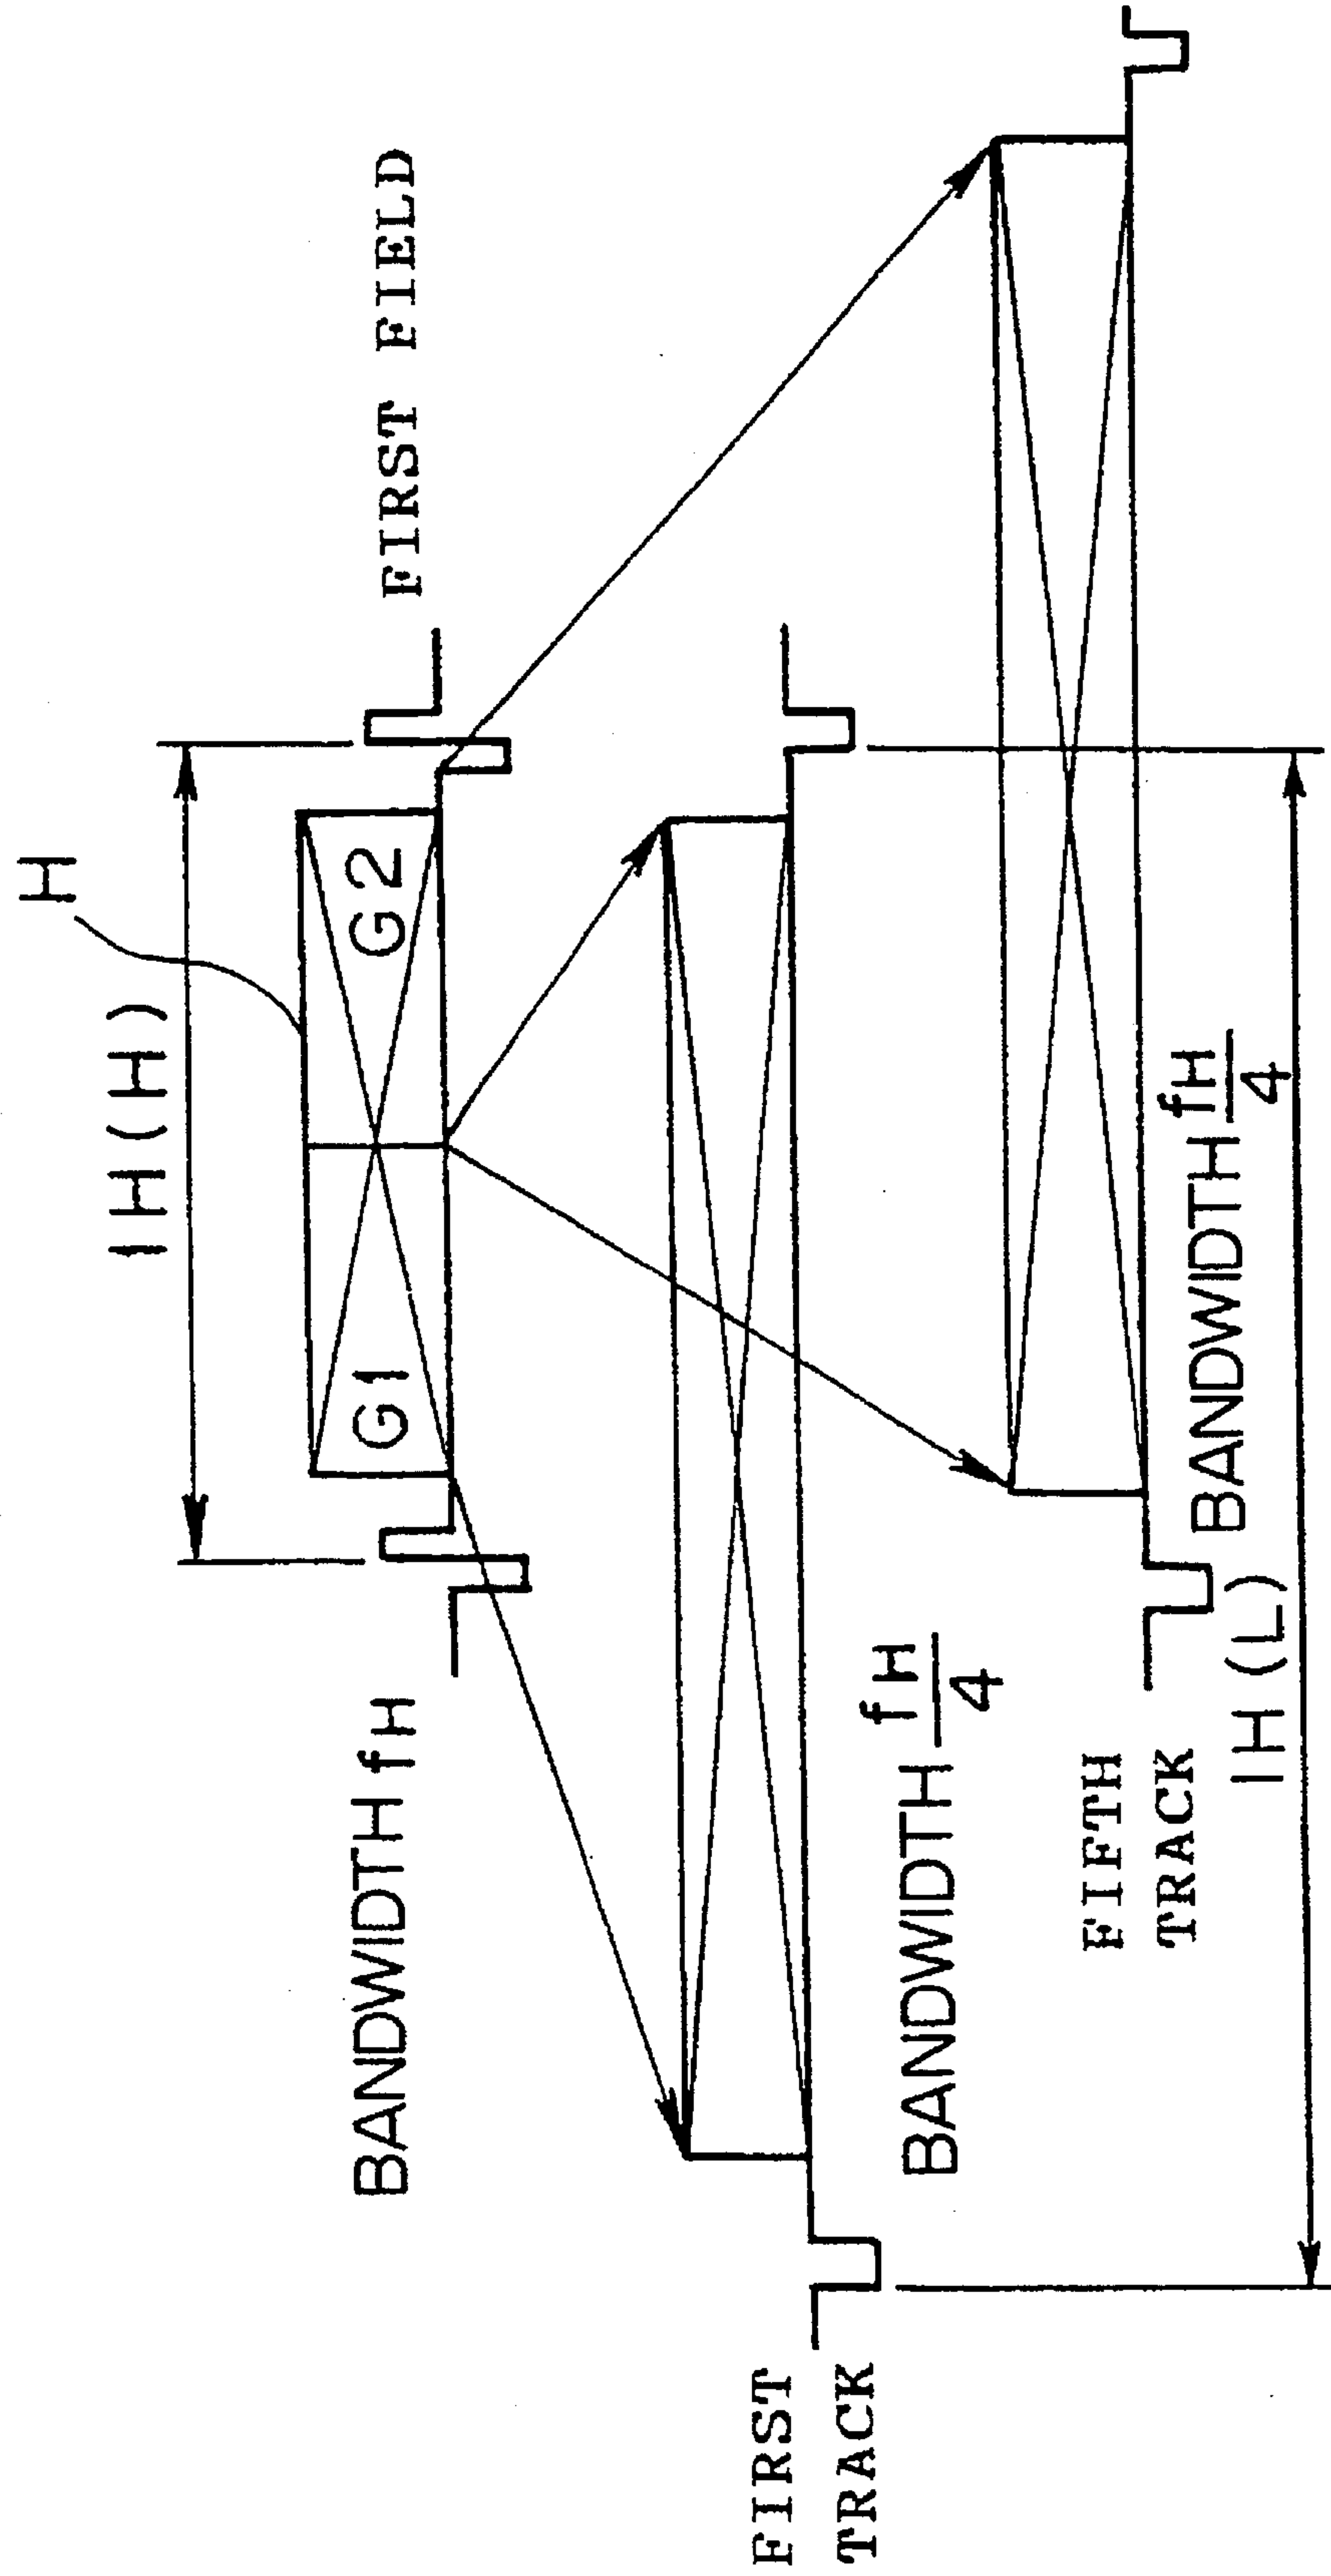 H
1H(H)
G1
G2
BANDWIDTH fH
FIRST FIELD
FIRST
TRACK
BANDWIDTH fH/4
FIFTH
TRACK
BANDWIDTH fH/4
1H(L)